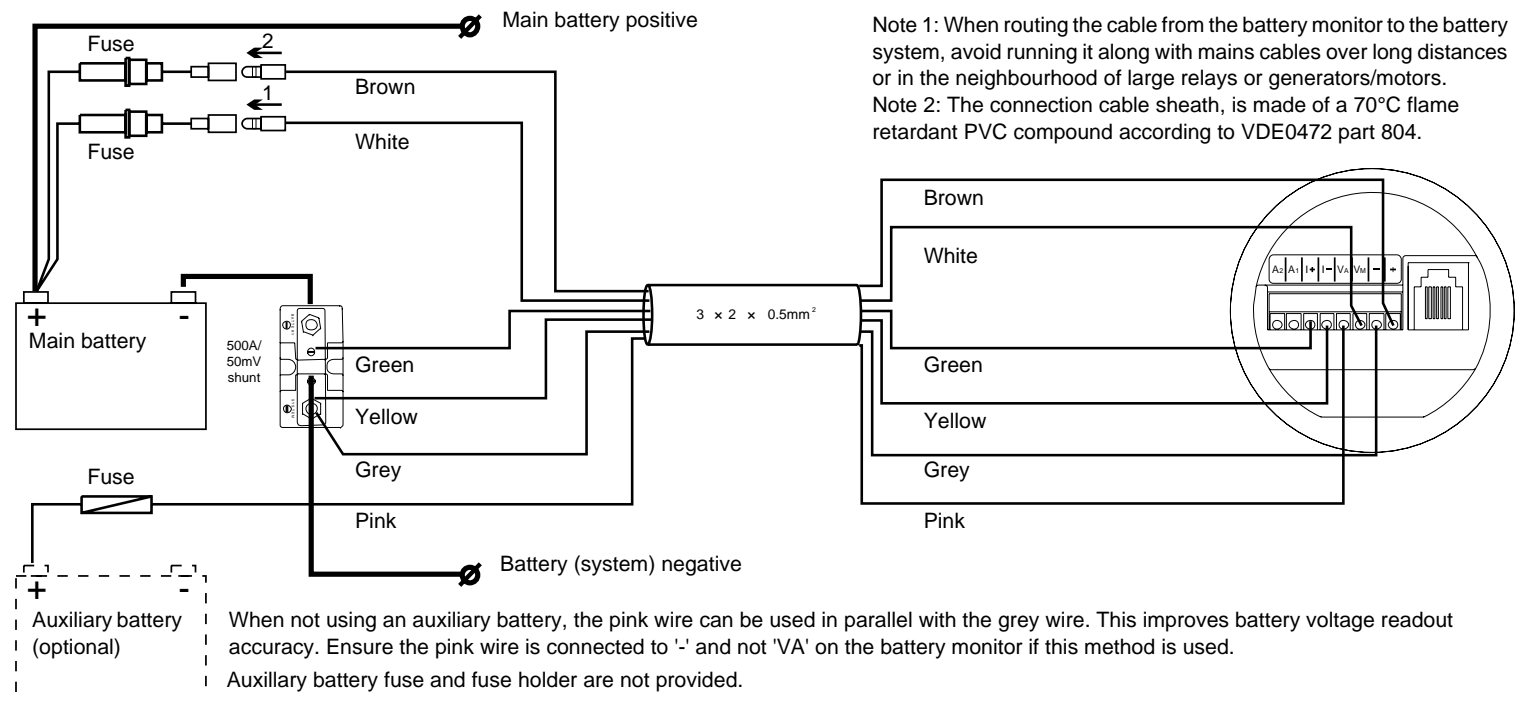 Main battery positive
Note 1: When routing the cable from the battery monitor to the battery
system, avoid running it along with mains cables over long distances
or in the neighbourhood of large relays or generators/motors.
Note 2: The connection cable sheath, is made of a 70°C flame
retardant PVC compound according to VDE0472 part 804.
Fuse
2
Brown
1
White
Fuse
Brown
White
A2 A1 I+ I- VA VM - +
+ -
Main battery
3 × 2 × 0.5mm²
500A/
50mV
shunt
Green
Green
Yellow
Yellow
Grey
Grey
Fuse
Pink
Pink
Battery (system) negative
+ -
Auxiliary battery
(optional)
When not using an auxiliary battery, the pink wire can be used in parallel with the grey wire. This improves battery voltage readout
accuracy. Ensure the pink wire is connected to '-' and not 'VA' on the battery monitor if this method is used.
Auxillary battery fuse and fuse holder are not provided.